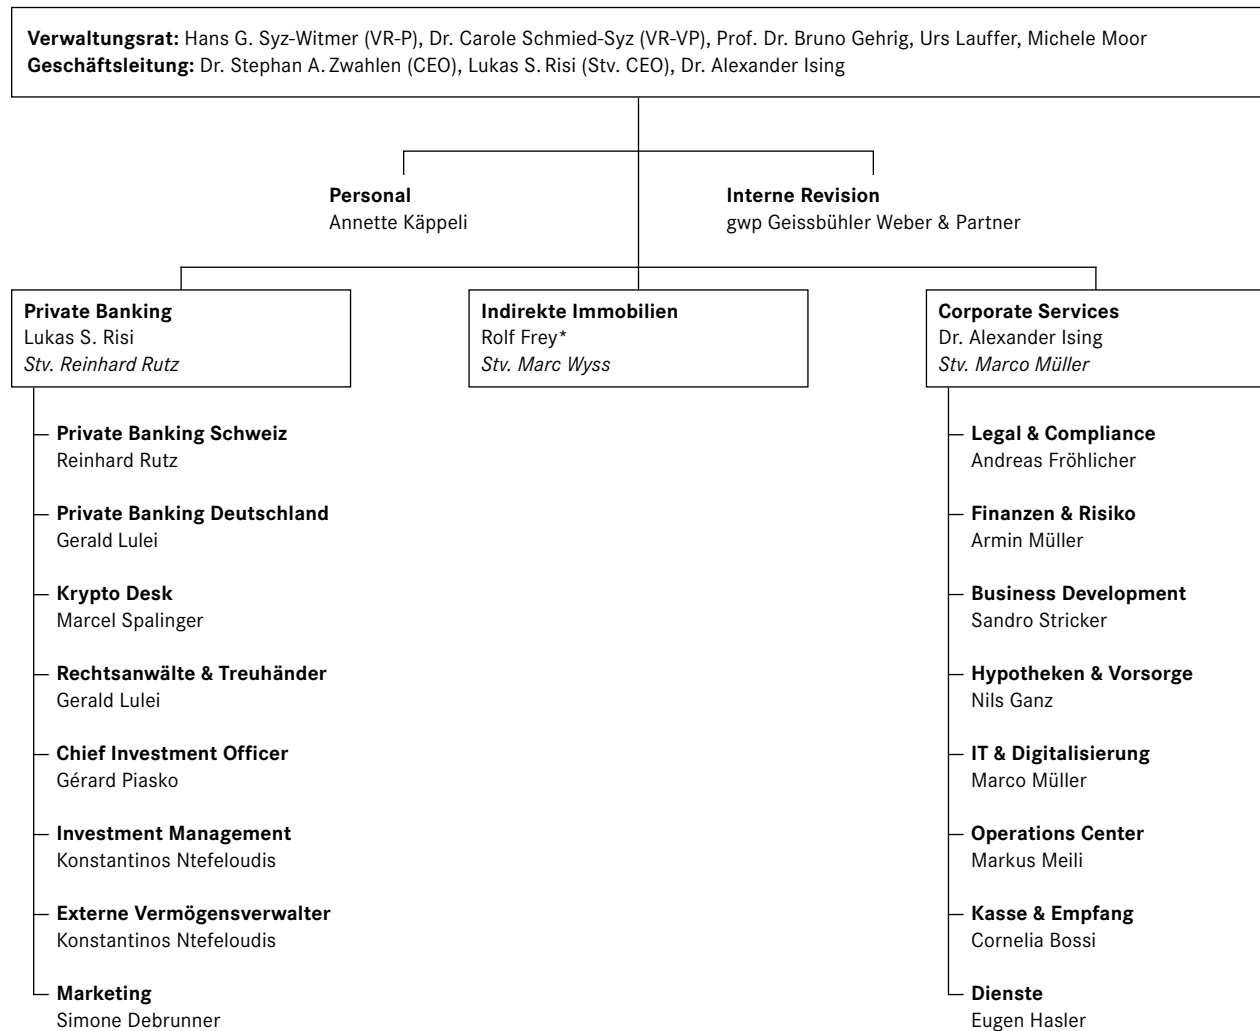 Verwaltungsrat: Hans G. Syz-Witmer (VR-P), Dr. Carole Schmied-Syz (VR-VP), Prof. Dr. Bruno Gehrig, Urs Lauffer, Michele Moor
Geschäftsleitung: Dr. Stephan A. Zwahlen (CEO), Lukas S. Risi (Stv. CEO), Dr. Alexander Ising
Personal
Annette Käppeli
Interne Revision
gwp Geissbühler Weber & Partner
Private Banking
Lukas S. Risi
Stv. Reinhard Rutz
Indirekte Immobilien
Rolf Frey*
Stv. Marc Wyss
Corporate Services
Dr. Alexander Ising
Stv. Marco Müller
Private Banking Schweiz
Reinhard Rutz
Private Banking Deutschland
Gerald Lulei
Krypto Desk
Marcel Spalinger
Rechtsanwälte & Treuhänder
Gerald Lulei
Chief Investment Officer
Gérard Piasko
Investment Management
Konstantinos Ntefeloudis
Externe Vermögensverwalter
Konstantinos Ntefeloudis
Marketing
Simone Debrunner
Legal & Compliance
Andreas Fröhlicher
Finanzen & Risiko
Armin Müller
Business Development
Sandro Stricker
Hypotheken & Vorsorge
Nils Ganz
IT & Digitalisierung
Marco Müller
Operations Center
Markus Meili
Kasse & Empfang
Cornelia Bossi
Dienste
Eugen Hasler